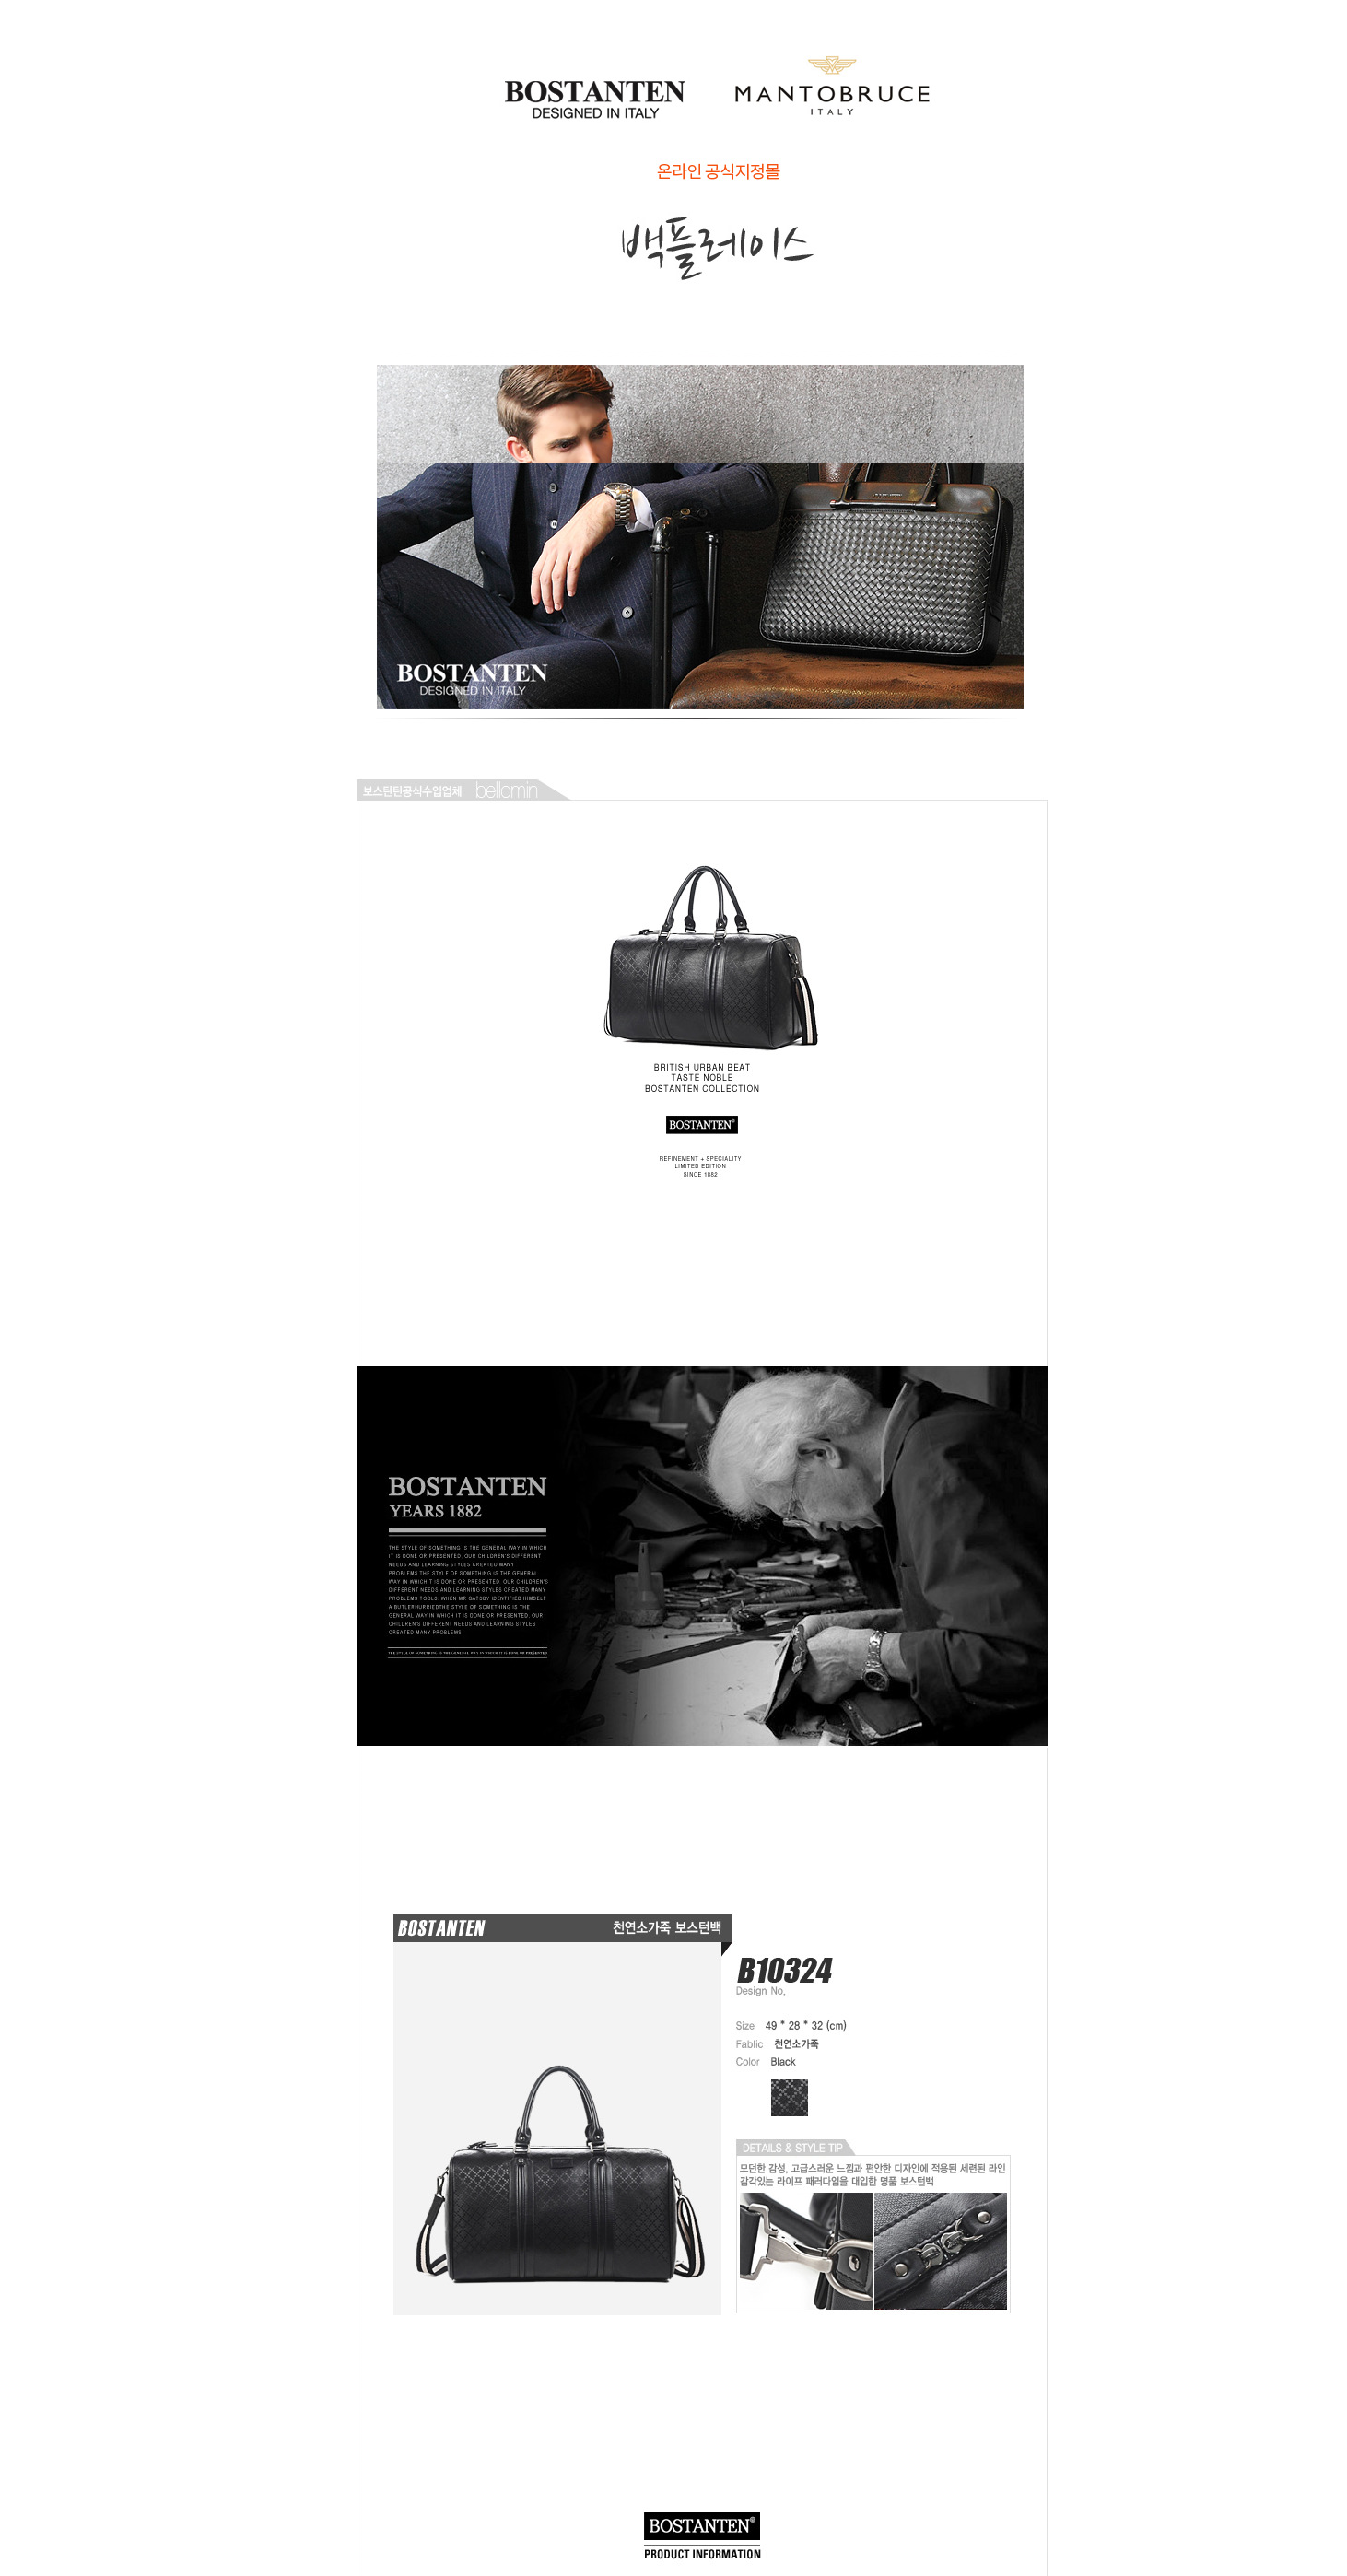 BOSTANTEN
DESIGNED IN ITALY
MANTOBRUCE
ITALY
온라인 공식지정몰
백플레이스
BOSTANTEN
DESIGNED IN ITALY
보스탄틴공식수입업체 bellomin
BRITISH URBAN BEAT
TASTE NOBLE
BOSTANTEN COLLECTION
BOSTANTEN®
REFINEMENT + SPECIALITY
LIMITED EDITION
SINCE 1882
BOSTANTEN
YEARS 1882
THE STYLE OF SOMETHING IS THE GENERAL WAY IN WHICH
IT IS DONE OR PRESENTED. OUR CHILDREN'S DIFFERENT
NEEDS AND LEARNING STYLES CREATED MANY
PROBLEMS THE STYLE OF SOMETHING IS THE GENERAL
WAY IN WHICHIT IS DONE OR PRESENTED. OUR CHILDREN'S
DIFFERENT NEEDS AND LEARNING STYLES CREATED MANY
PROBLEMS TOOLS. WHEN MR GATSBY IDENTIFIED HIMSELF
A BUTLERHURRIEDTHE STYLE OF SOMETHING IS THE
GENERAL WAY IN WHICH IT IS DONE OR PRESENTED. OUR
CHILDREN'S DIFFERENT NEEDS AND LEARNING STYLES
CREATED MANY PROBLEMS
BOSTANTEN 천연소가죽 보스턴백
B10324
Design No,
Size 49 * 28 * 32 (cm)
Fablic 천연소가죽
Color Black
DETAILS & STYLE TIP
모던한 감성, 고급스러운 느낌과 편안한 디자인에 적용된 세련된 라인
감각있는 라이프 패러다임을 대입한 명품 보스턴백
BOSTANTEN®
PRODUCT INFORMATION